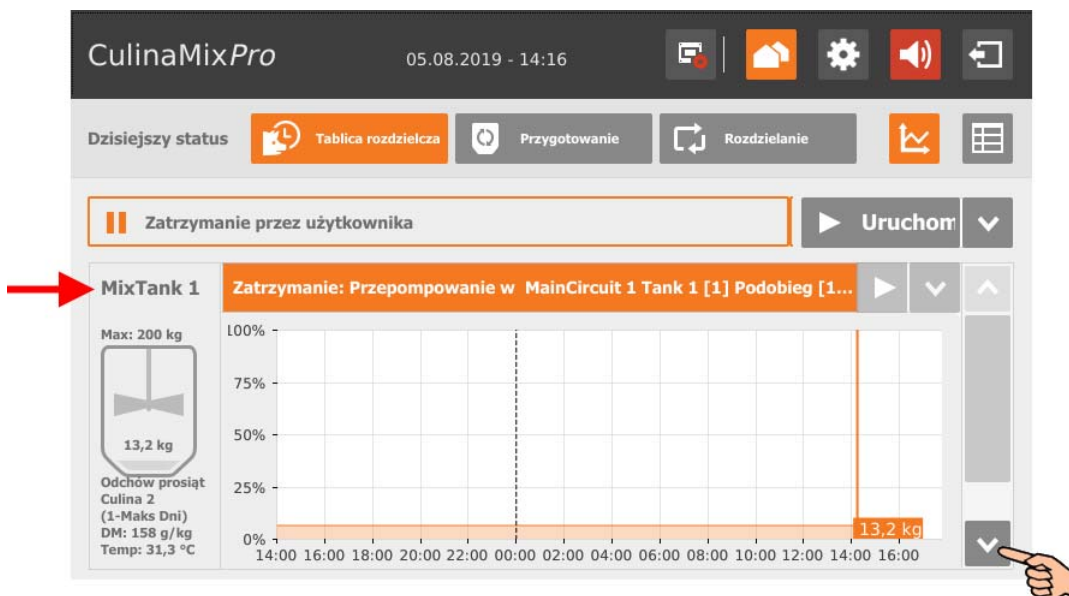 CulinaMixPro
05.08.2019 - 14:16
Dzisiejszy status
Tablica rozdzielcza
Przygotowanie
Rozdzielanie
Zatrzymanie przez użytkownika
Uruchom
MixTank 1
Zatrzymanie: Przepompowanie w MainCircuit 1 Tank 1 [1] Podobieg [1...
Max: 200 kg
13,2 kg
Odchów prosiąt
Culina 2
(1-Maks Dni)
DM: 158 g/kg
Temp: 31,3 °C
100%
75%
50%
25%
0%
13,2 kg
14:00 16:00 18:00 20:00 22:00 00:00 02:00 04:00 06:00 08:00 10:00 12:00 14:00 16:00